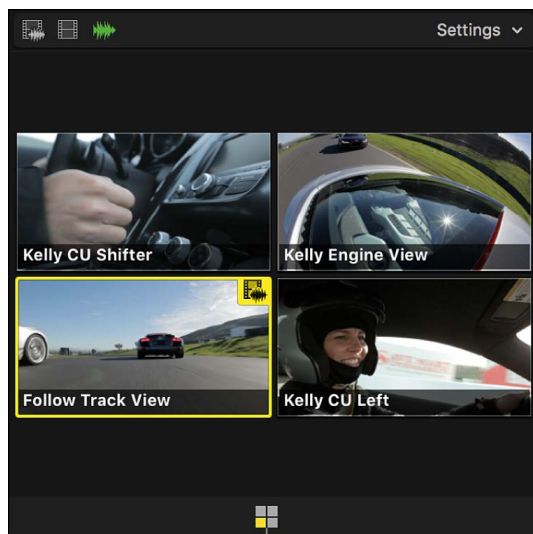 Settings
Kelly CU Shifter
Kelly Engine View
Follow Track View
Kelly CU Left